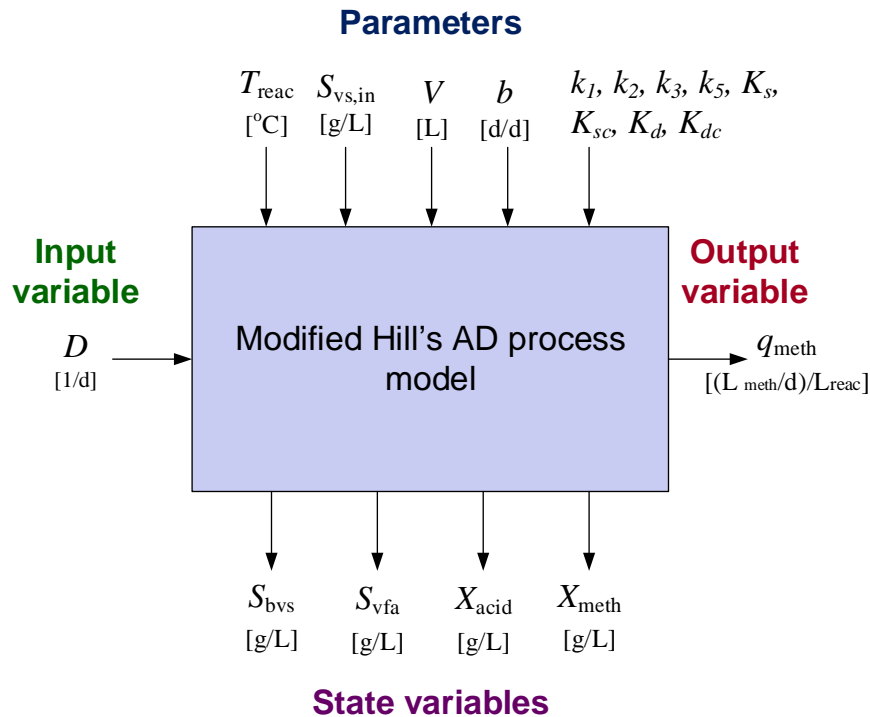 Parameters
T_reac S_vs,in V b k_1, k_2, k_3, k_5, K_s,
[°C] [g/L] [L] [d/d] K_sc, K_d, K_dc
Input
variable
D
[1/d]
Modified Hill's AD process
model
Output
variable
q_meth
[(L meth/d)/Lreac]
S_bvs S_vfa X_acid X_meth
[g/L] [g/L] [g/L] [g/L]
State variables